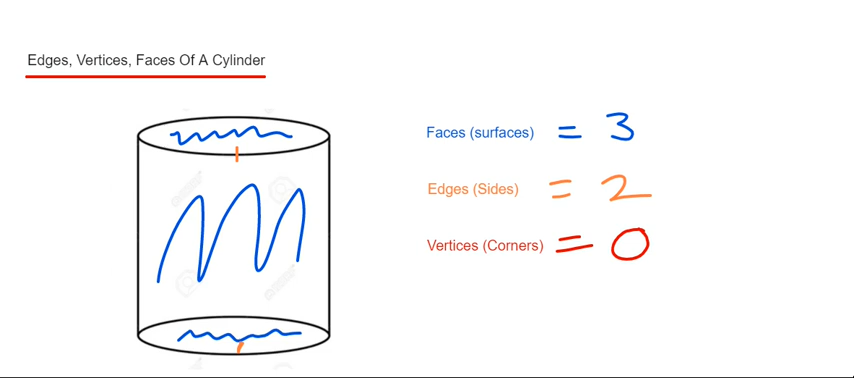 Edges, Vertices, Faces Of A Cylinder
Faces (surfaces) = 3
Edges (Sides) = 2
Vertices (Corners) = 0